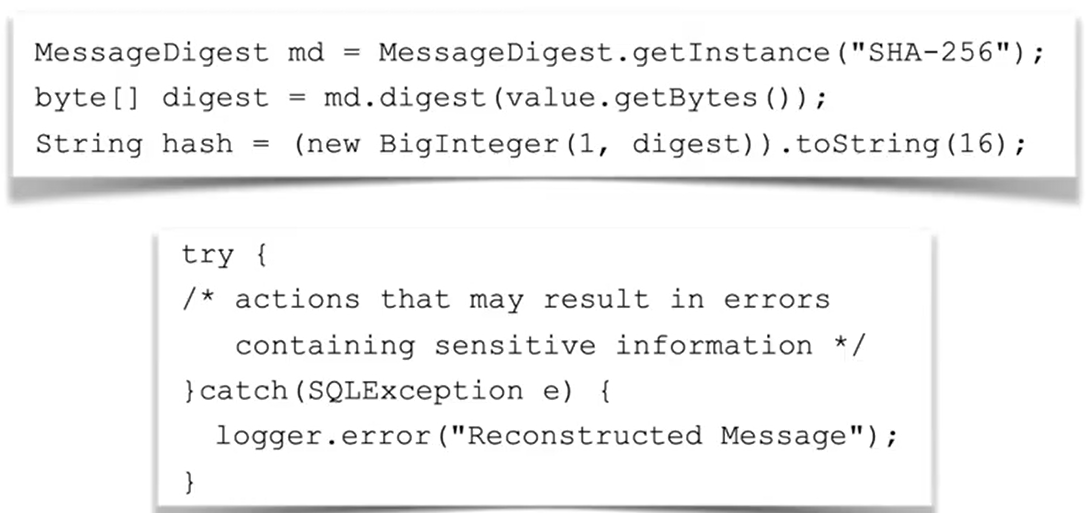 MessageDigest md = MessageDigest.getInstance("SHA-256");
byte[] digest = md.digest(value.getBytes());
String hash = (new BigInteger(1, digest)).toString(16);
try {
/* actions that may result in errors
containing sensitive information */
}catch(SQLException e) {
logger.error("Reconstructed Message");
}